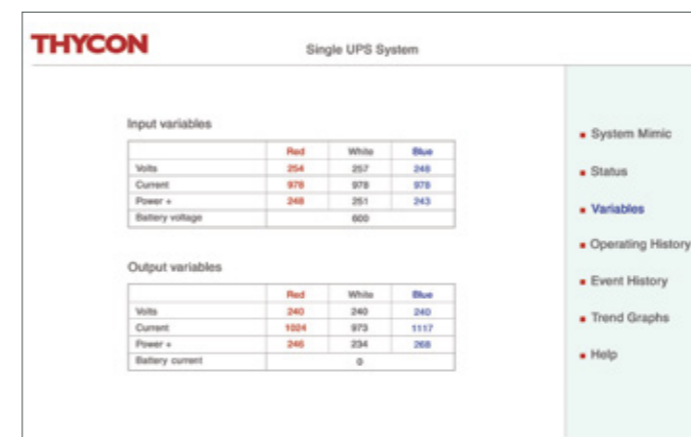 THYCON
Single UPS System
Input variables
Red White Blue
Volts 254 257 248
Current 978 978 978
Power + 248 251 243
Battery voltage 600
Output variables
Red White Blue
Volts 240 240 240
Current 1024 973 1117
Power + 246 234 268
Battery current 0
System Mimic
Status
Variables
Operating History
Event History
Trend Graphs
Help